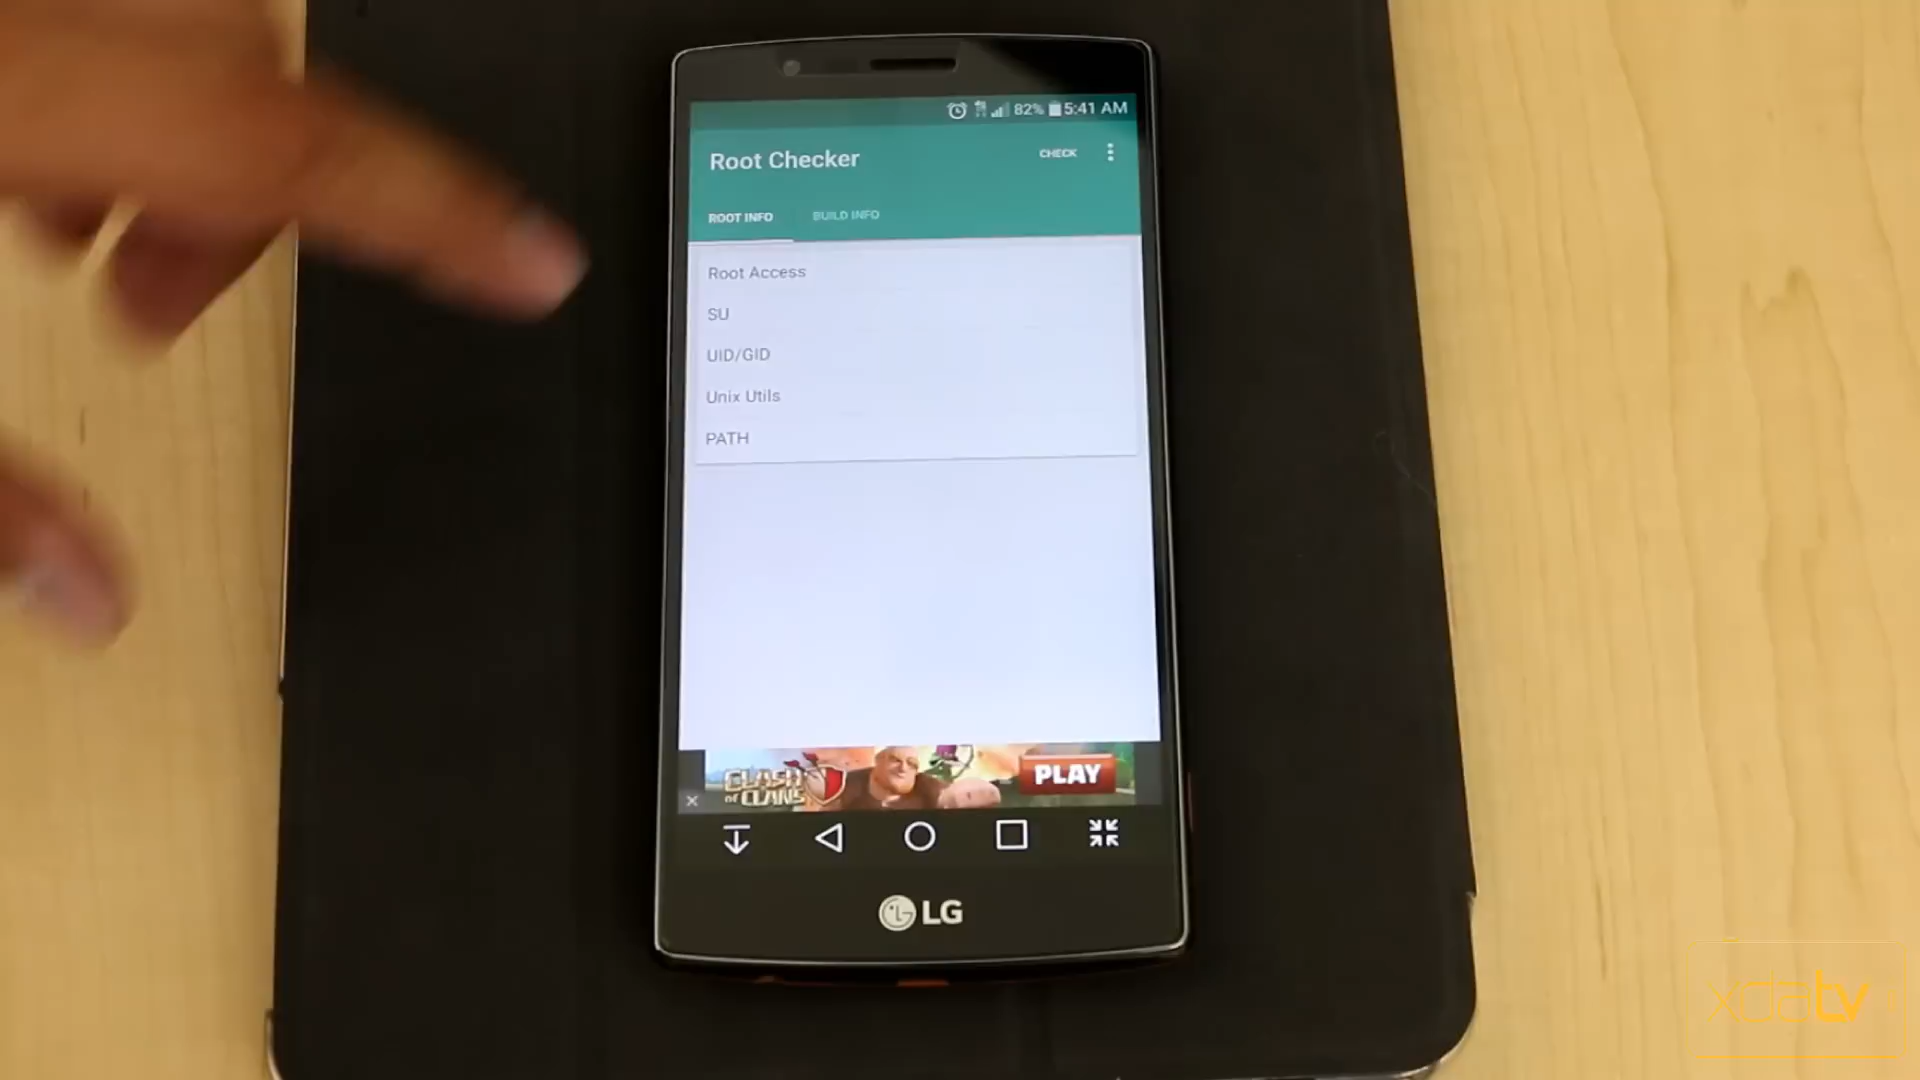 82% 5:41 AM
Root Checker
CHECK
ROOT INFO BUILD INFO
Root Access
SU
UID/GID
Unix Utils
PATH
CLASH
of CLANS
PLAY
LG
xdatv